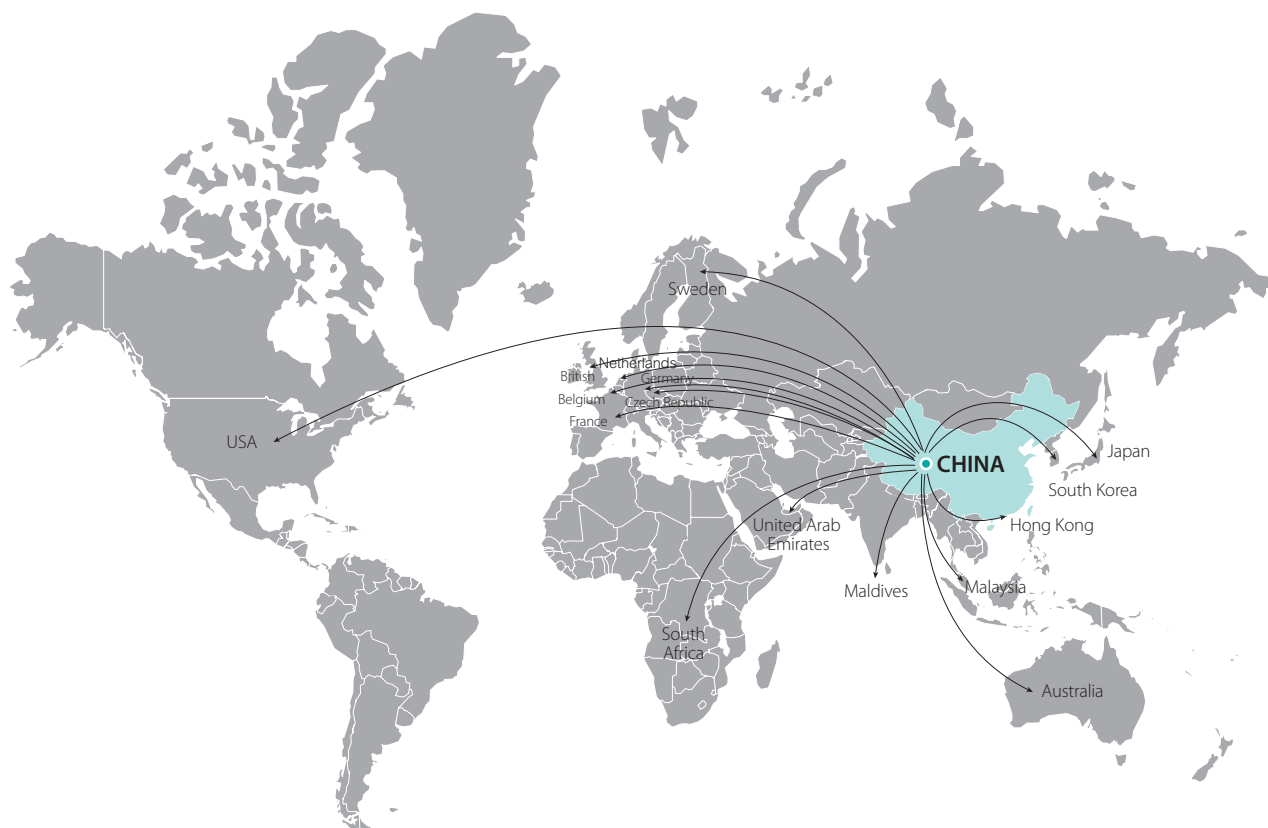 Sweden
Netherlands
British
Germany
Belgium
Czech Republic
France
USA
CHINA
Japan
South Korea
United Arab
Emirates
Hong Kong
Maldives
Malaysia
South
Africa
Australia